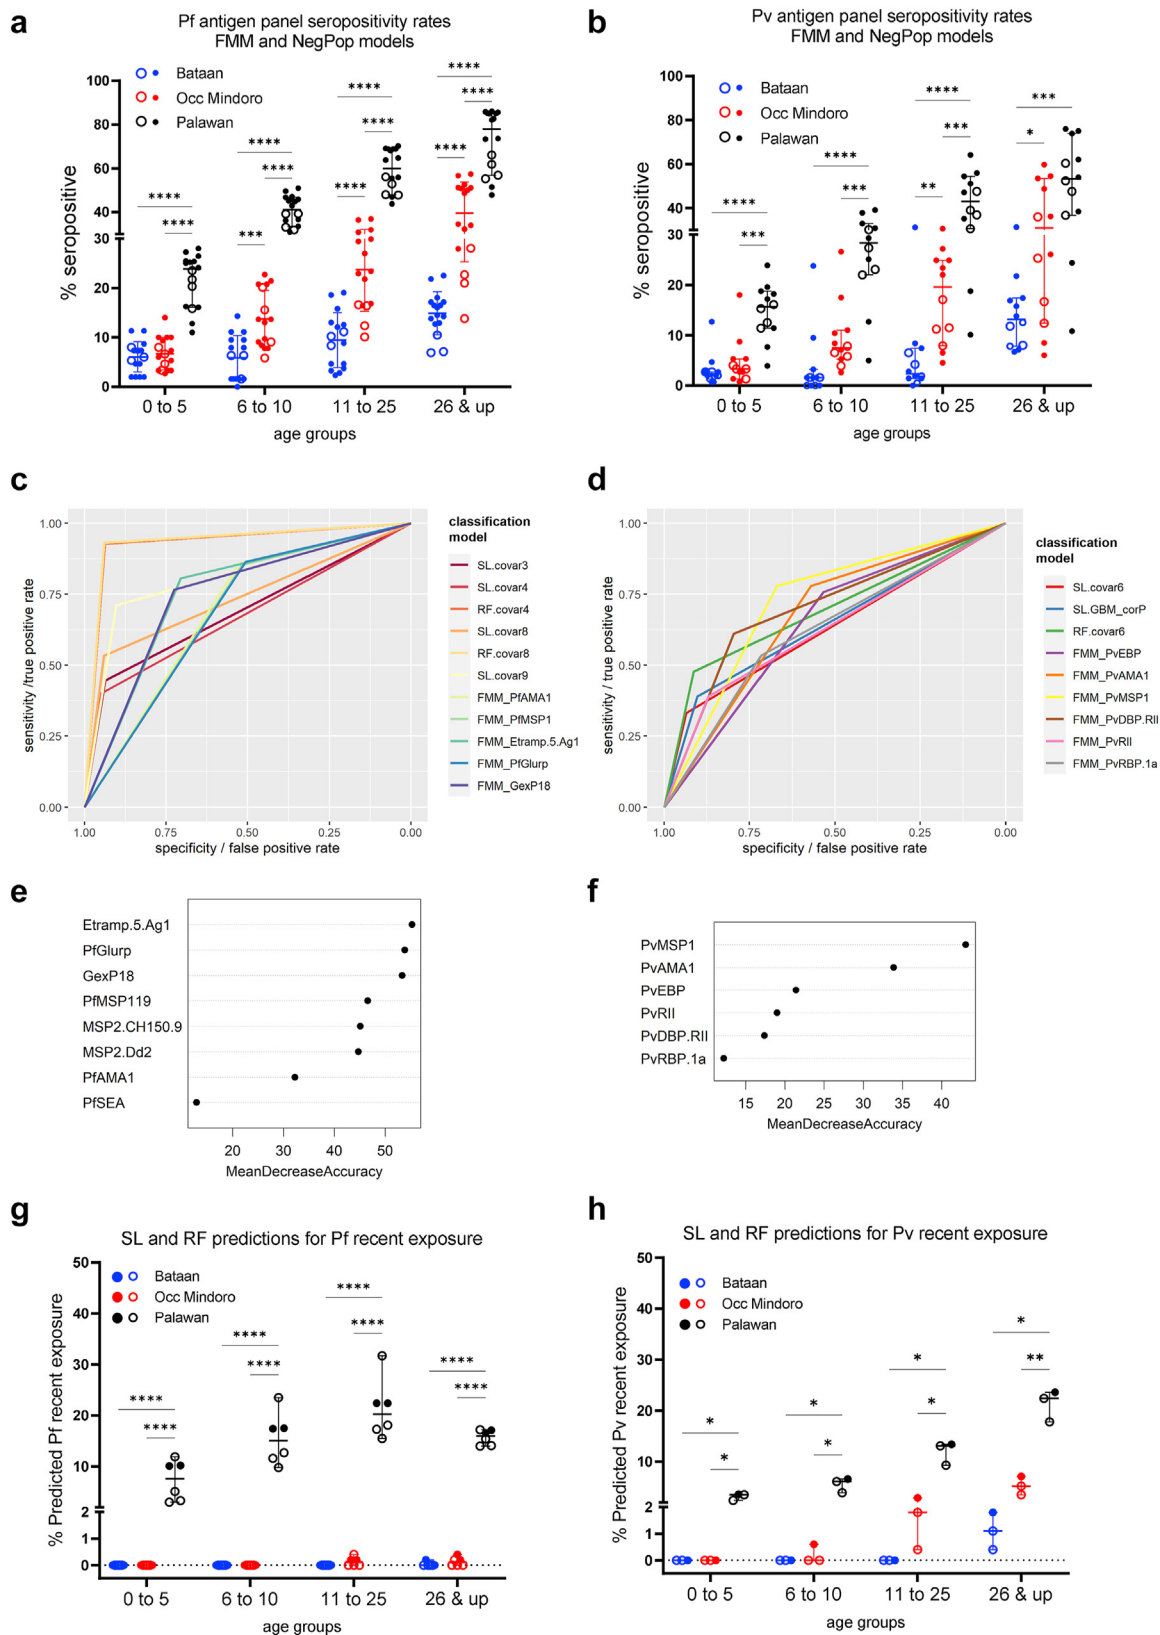 a
Pf antigen panel seropositivity rates
FMM and NegPop models
Bataan
Occ Mindoro
Palawan
% seropositive
100
80
60
40
30
20
10
0
****
****
****
***
****
****
****
****
****
****
****
0 to 5
6 to 10
11 to 25
26 & up
age groups
b
Pv antigen panel seropositivity rates
FMM and NegPop models
Bataan
Occ Mindoro
Palawan
% seropositive
100
80
60
40
30
20
10
0
****
***
****
***
****
***
**
***
*
0 to 5
6 to 10
11 to 25
26 & up
age groups
c
sensitivity /true positive rate
1.00
0.75
0.50
0.25
0.00
1.00
0.75
0.50
0.25
0.00
specificity / false positive rate
classification
model
SL.covar3
SL.covar4
RF.covar4
SL.covar8
RF.covar8
SL.covar9
FMM_PfAMA1
FMM_PfMSP1
FMM_Etramp.5.Ag1
FMM_PfGlurp
FMM_GexP18
d
sensitivity / true positive rate
1.00
0.75
0.50
0.25
0.00
1.00
0.75
0.50
0.25
0.00
specificity / false positive rate
classification
model
SL.covar6
SL.GBM_corP
RF.covar6
FMM_PvEBP
FMM_PvAMA1
FMM_PvMSP1
FMM_PvDBP.RII
FMM_PvRII
FMM_PvRBP.1a
e
Etramp.5.Ag1
PfGlurp
GexP18
PfMSP119
MSP2.CH150.9
MSP2.Dd2
PfAMA1
PfSEA
20
30
40
50
MeanDecreaseAccuracy
f
PvMSP1
PvAMA1
PvEBP
PvRII
PvDBP.RII
PvRBP.1a
15
20
25
30
35
40
MeanDecreaseAccuracy
g
SL and RF predictions for Pf recent exposure
Bataan
Occ Mindoro
Palawan
% Predicted Pf recent exposure
50
40
30
20
10
2
1
0
****
****
****
****
****
****
****
****
0 to 5
6 to 10
11 to 25
26 & up
age groups
h
SL and RF predictions for Pv recent exposure
Bataan
Occ Mindoro
Palawan
% Predicted Pv recent exposure
50
40
30
20
10
2
1
0
*
*
*
*
*
*
*
**
0 to 5
6 to 10
11 to 25
26 & up
age groups